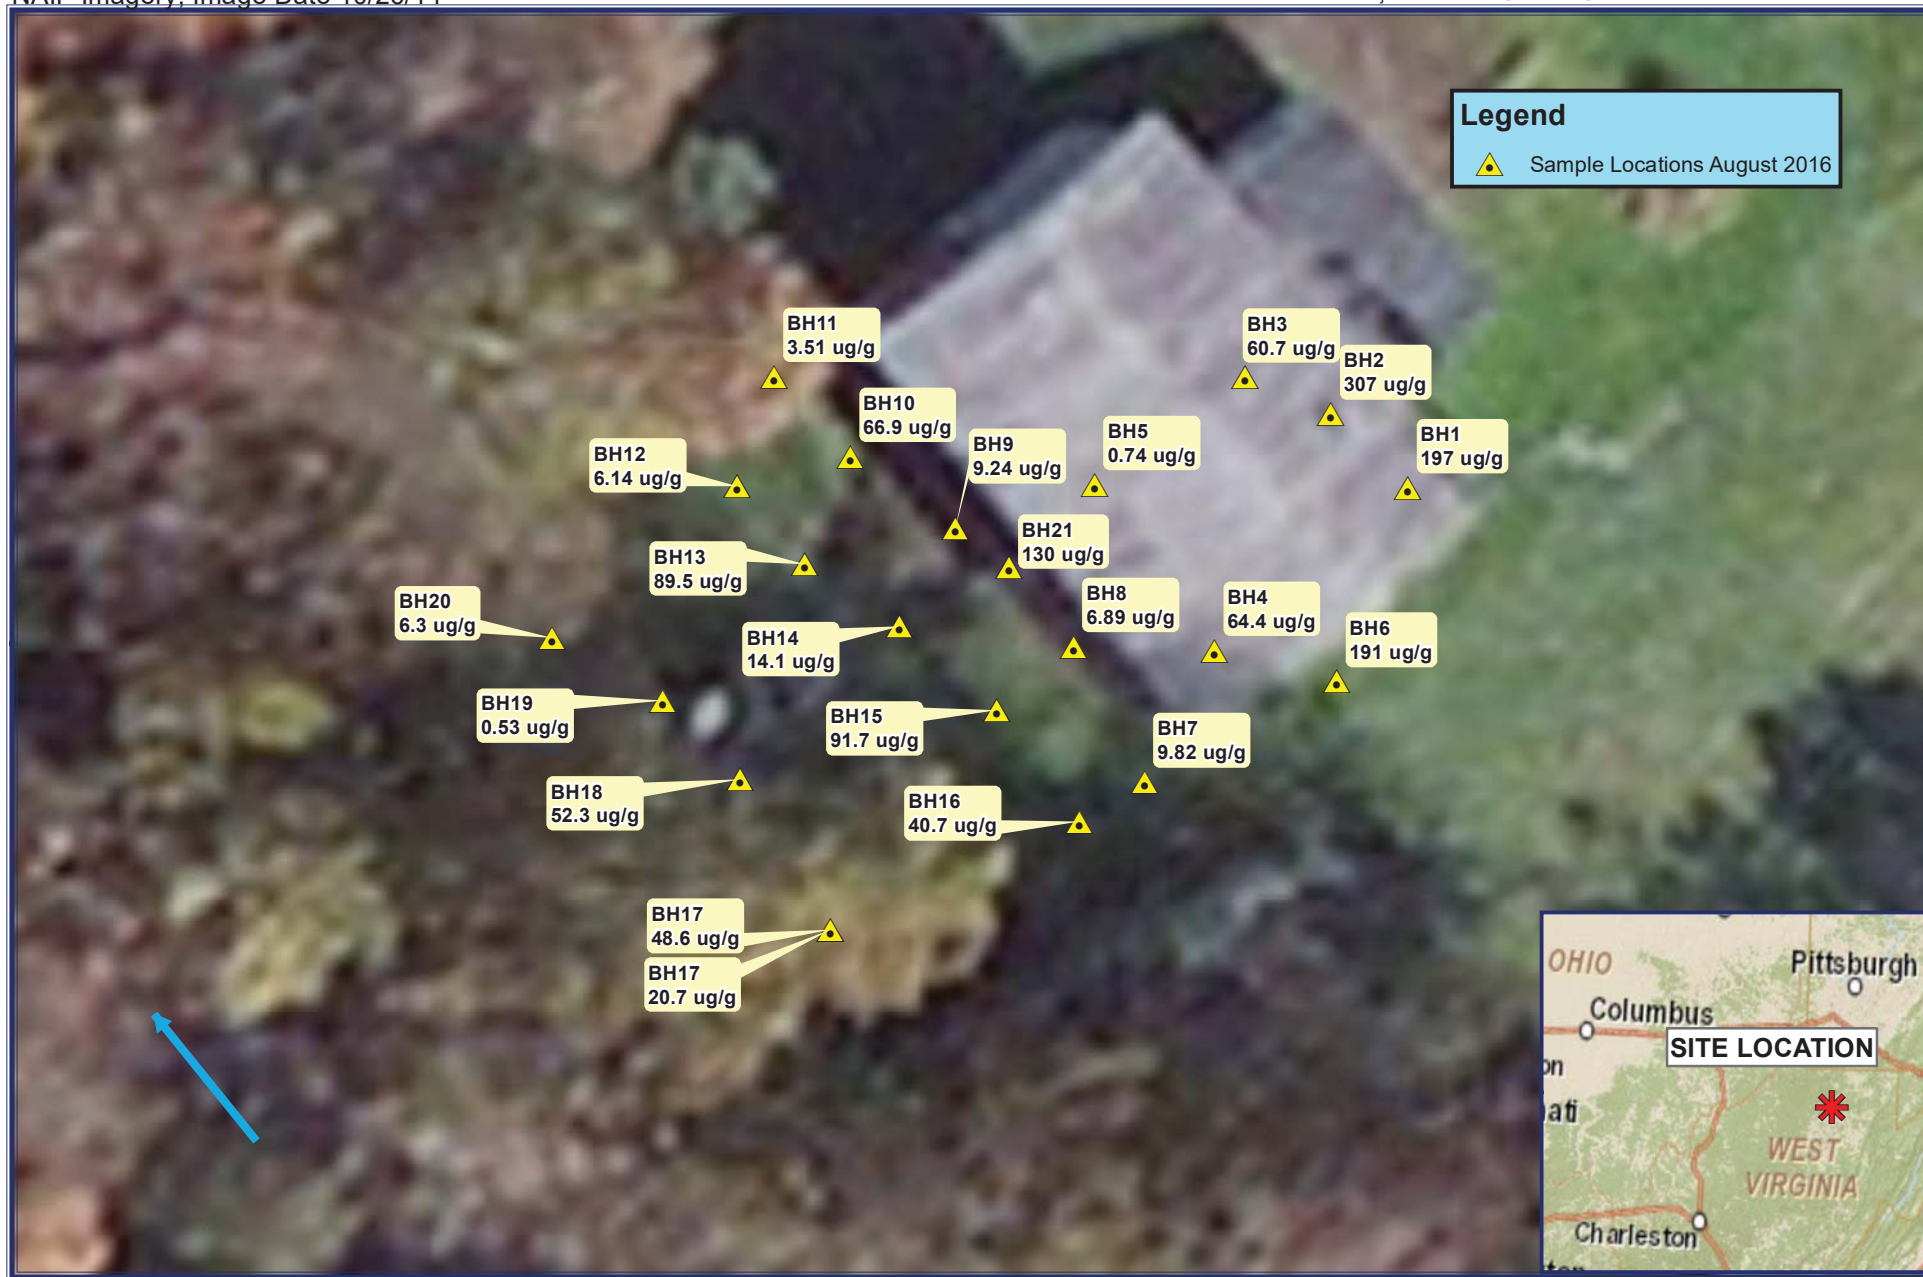 Legend
Sample Locations August 2016
BH11
3.51 ug/g
BH3
60.7 ug/g
BH2
307 ug/g
BH10
66.9 ug/g
BH9
9.24 ug/g
BH5
0.74 ug/g
BH1
197 ug/g
BH12
6.14 ug/g
BH21
130 ug/g
BH13
89.5 ug/g
BH20
6.3 ug/g
BH14
14.1 ug/g
BH8
6.89 ug/g
BH4
64.4 ug/g
BH6
191 ug/g
BH19
0.53 ug/g
BH15
91.7 ug/g
BH7
9.82 ug/g
BH18
52.3 ug/g
BH16
40.7 ug/g
BH17
48.6 ug/g
BH17
20.7 ug/g
OHIO
Pittsburgh
Columbus
SITE LOCATION
on
ati
WEST
VIRGINIA
Charleston